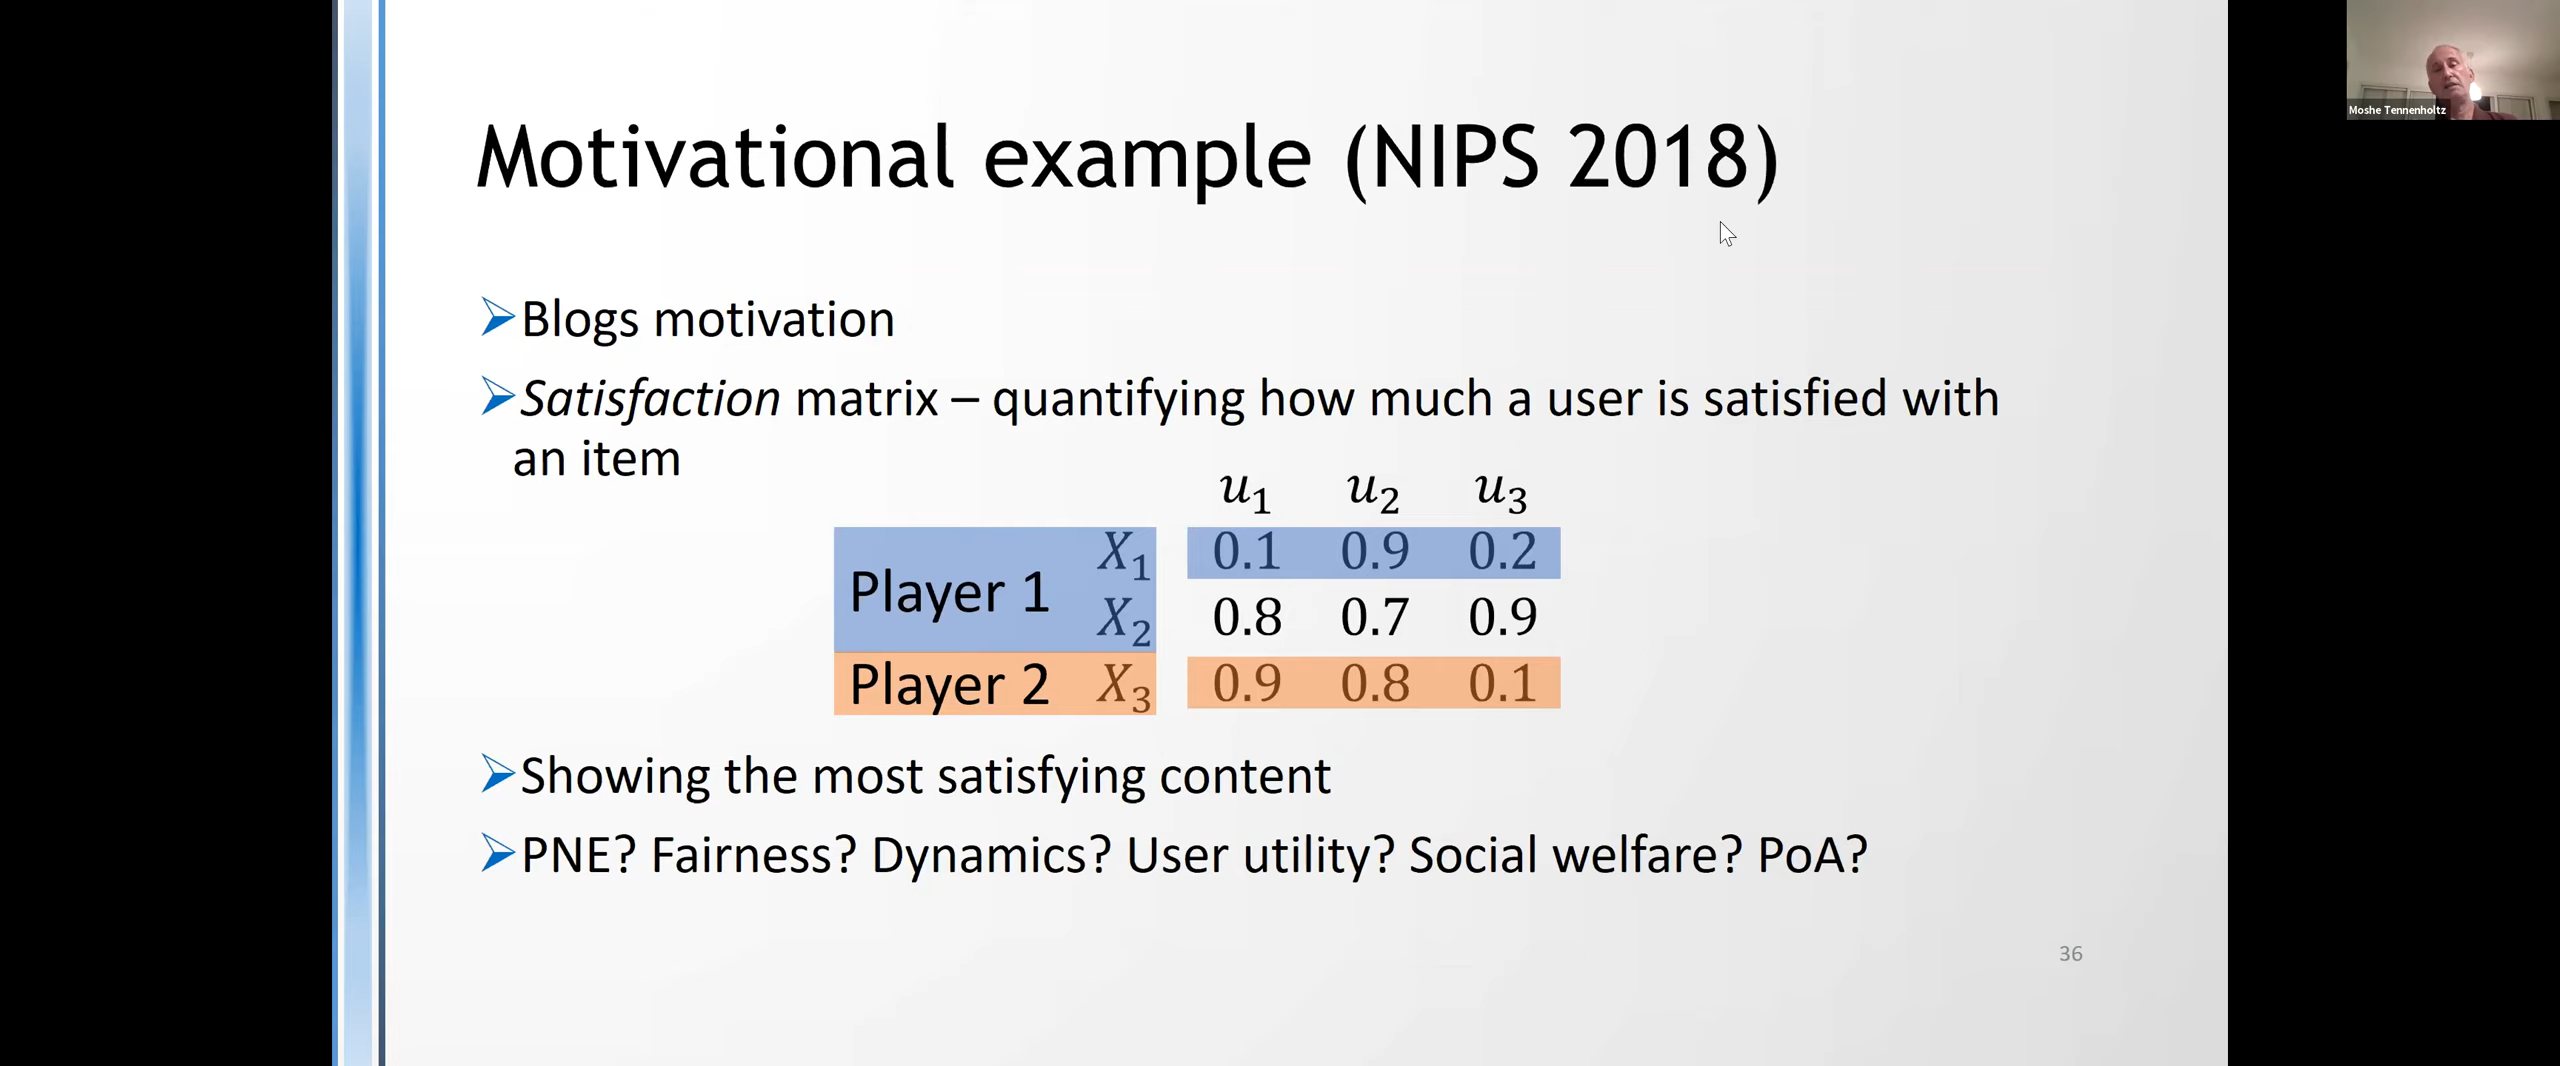 Moshe Tennenholtz
Motivational example (NIPS 2018)
Blogs motivation
Satisfaction matrix – quantifying how much a user is satisfied with
an item
u₁ u₂ u₃
Player 1 X₁ 0.1 0.9 0.2
X₂ 0.8 0.7 0.9
Player 2 X₃ 0.9 0.8 0.1
Showing the most satisfying content
PNE? Fairness? Dynamics? User utility? Social welfare? PoA?
36